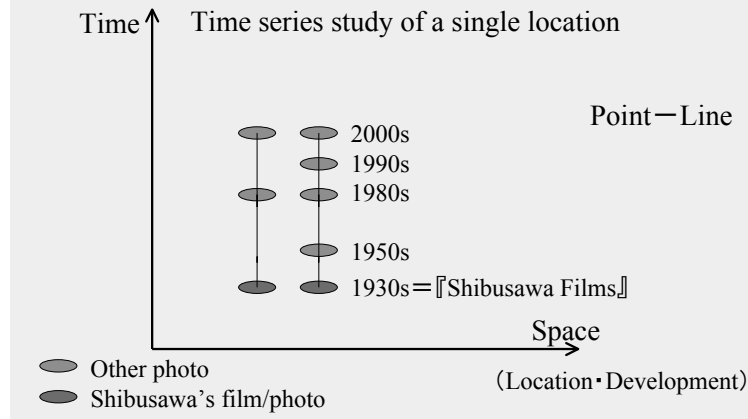 Time
Time series study of a single location
Point－Line
2000s
1990s
1980s
1950s
1930s＝『Shibusawa Films』
Space
（Location・Development）
Other photo
Shibusawa’s film/photo